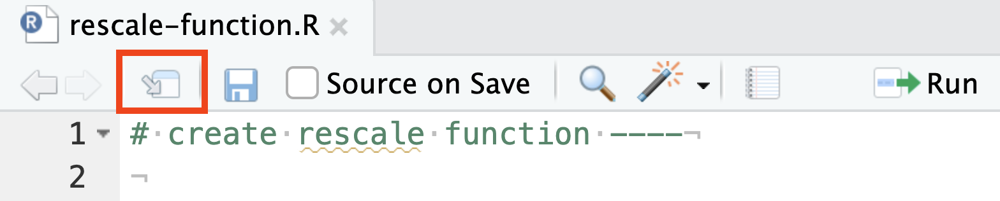 R rescale-function.R
Source on Save Run
1 # create rescale function ----
2